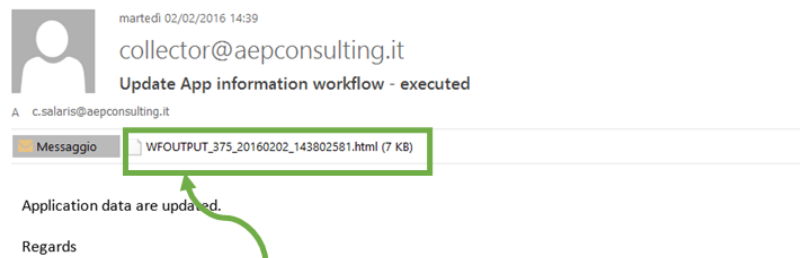 martedì 02/02/2016 14:39
collector@aepconsulting.it
Update App information workflow - executed
A c.salaris@aepconsulting.it
Messaggio WFOUTPUT_375_20160202_143802581.html (7 KB)
Application data are updated.
Regards